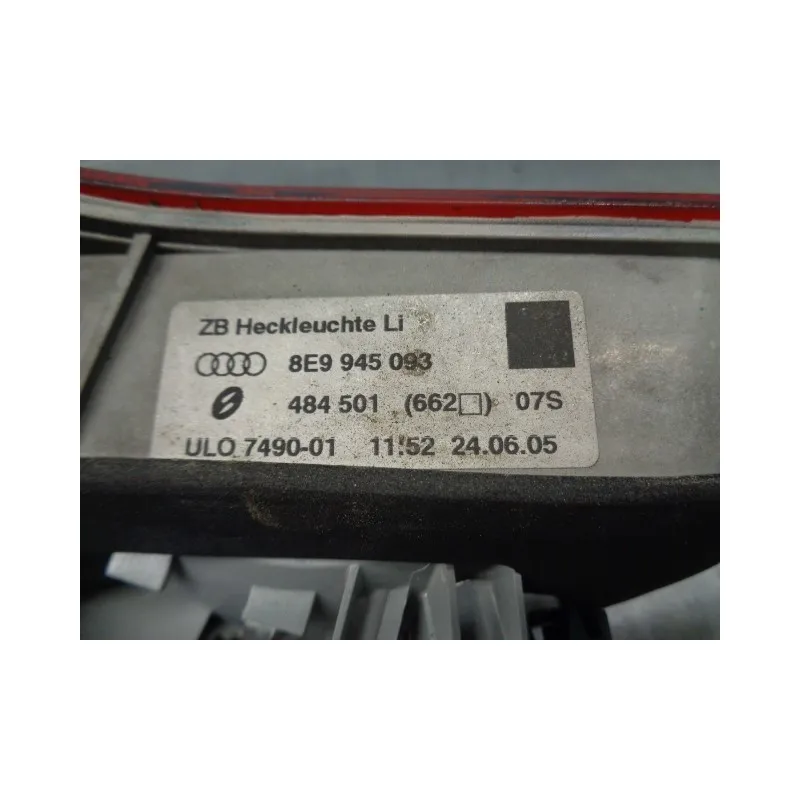 ZB Heckleuchte Li
8E9 945 093
484 501 (662□) 07S
ULO 7490-01 11:52 24.06.05